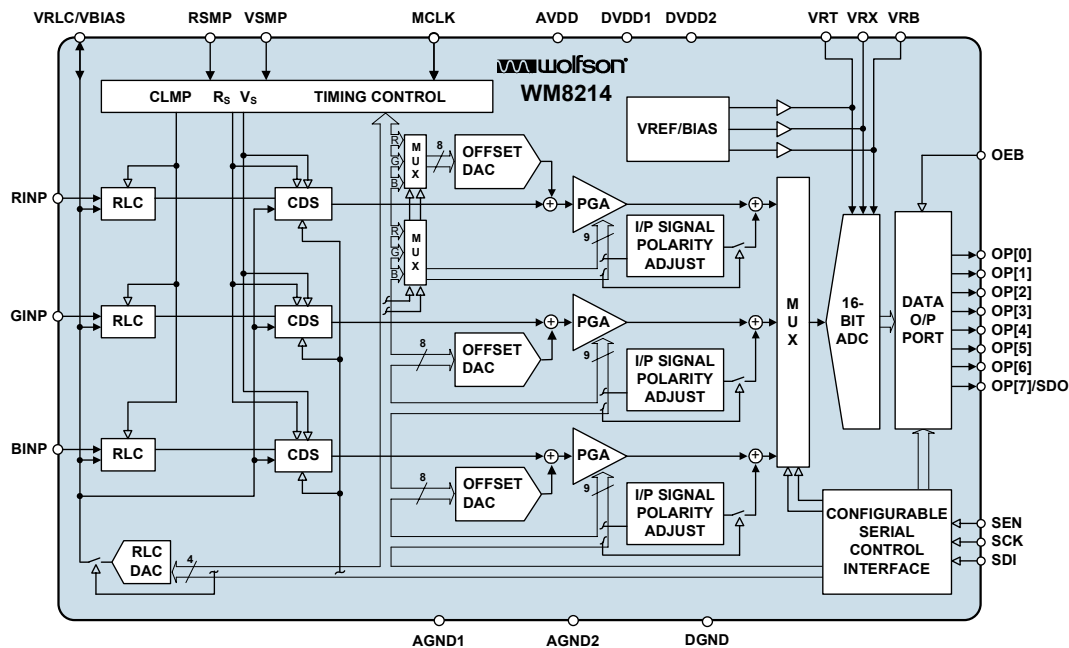 VRLC/VBIAS RSMP VSMP MCLK AVDD DVDD1 DVDD2 VRT VRX VRB
wolfson
WM8214
CLMP RS VS TIMING CONTROL
VREF/BIAS
OEB
R
G
B
MUX
8
OFFSET
DAC
RINP
RLC
CDS
+
PGA
+
9
I/P SIGNAL
POLARITY
ADJUST
R
G
B
MUX
GINP
RLC
CDS
+
PGA
+
8
OFFSET
DAC
9
I/P SIGNAL
POLARITY
ADJUST
BINP
RLC
CDS
+
PGA
+
8
OFFSET
DAC
9
I/P SIGNAL
POLARITY
ADJUST
MUX
16-
BIT
ADC
DATA
O/P
PORT
OP[0]
OP[1]
OP[2]
OP[3]
OP[4]
OP[5]
OP[6]
OP[7]/SDO
RLC
DAC
4
CONFIGURABLE
SERIAL
CONTROL
INTERFACE
SEN
SCK
SDI
AGND1 AGND2 DGND